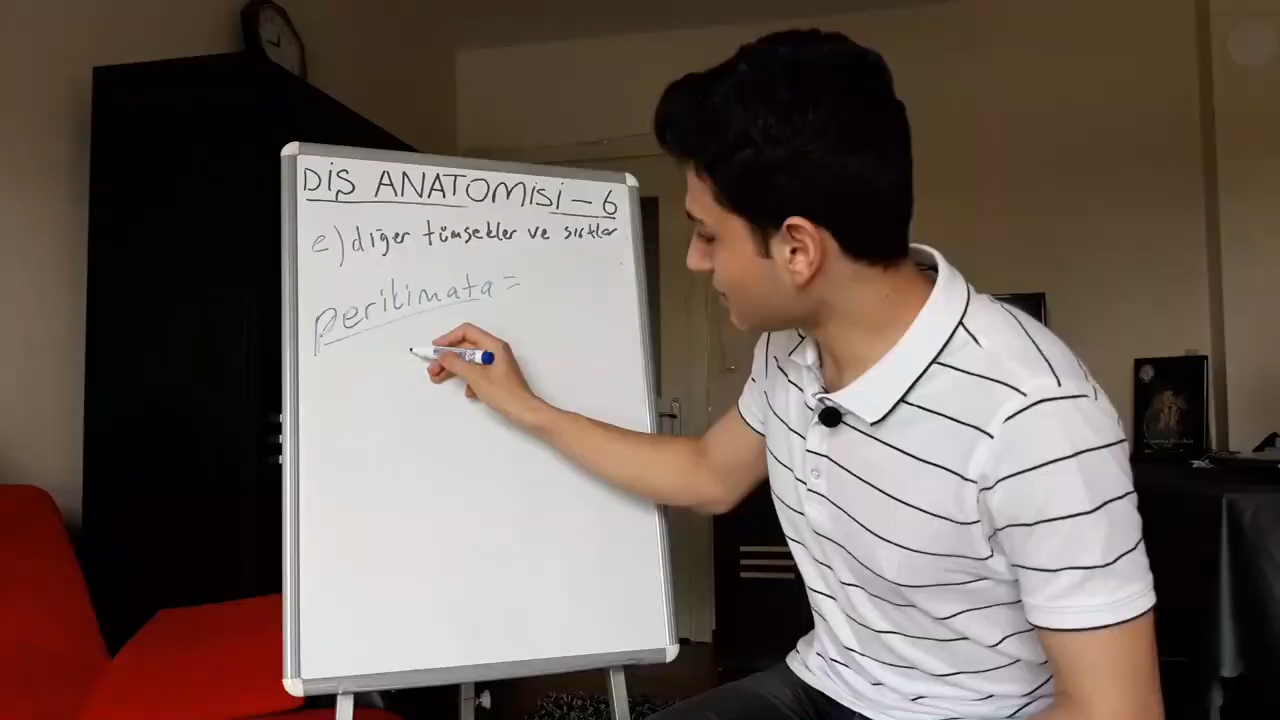 DİŞ ANATOMİSİ - 6
e) diğer tümsekler ve sırtlar
perikimata =